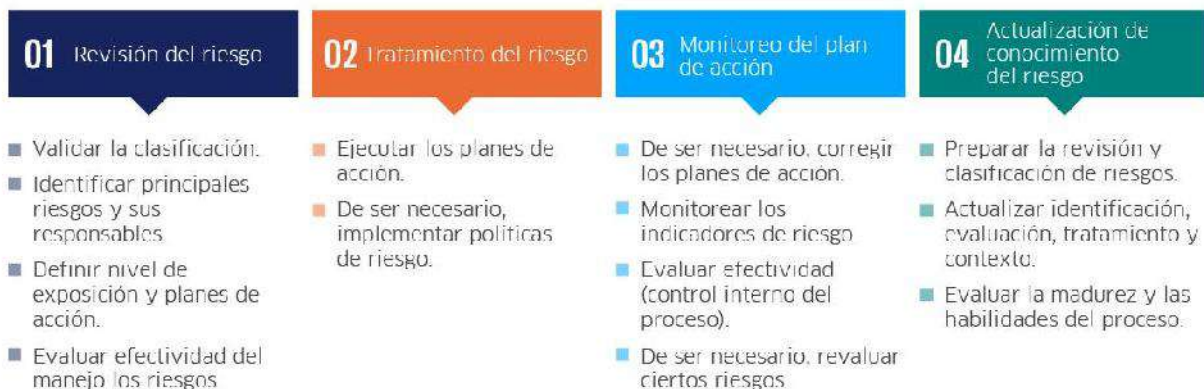 01 Revisión del riesgo
Validar la clasificación.
Identificar principales
riesgos y sus
responsables
Definir nivel de
exposición y planes de
acción.
Evaluar efectividad del
manejo los riesgos
02 Tratamiento del riesgo
Ejecutar los planes de
acción.
De ser necesario,
implementar políticas
de riesgo.
03 Monitoreo del plan
de acción
De ser necesario, corregir
los planes de acción.
Monitorear los
indicadores de riesgo
Evaluar efectividad
(control interno del
proceso).
De ser necesario, revaluar
ciertos riesgos
04 Actualización de
conocimiento
del riesgo
Preparar la revisión y
clasificación de riesgos.
Actualizar identificación,
evaluación, tratamiento y
contexto.
Evaluar la madurez y las
habilidades del proceso.